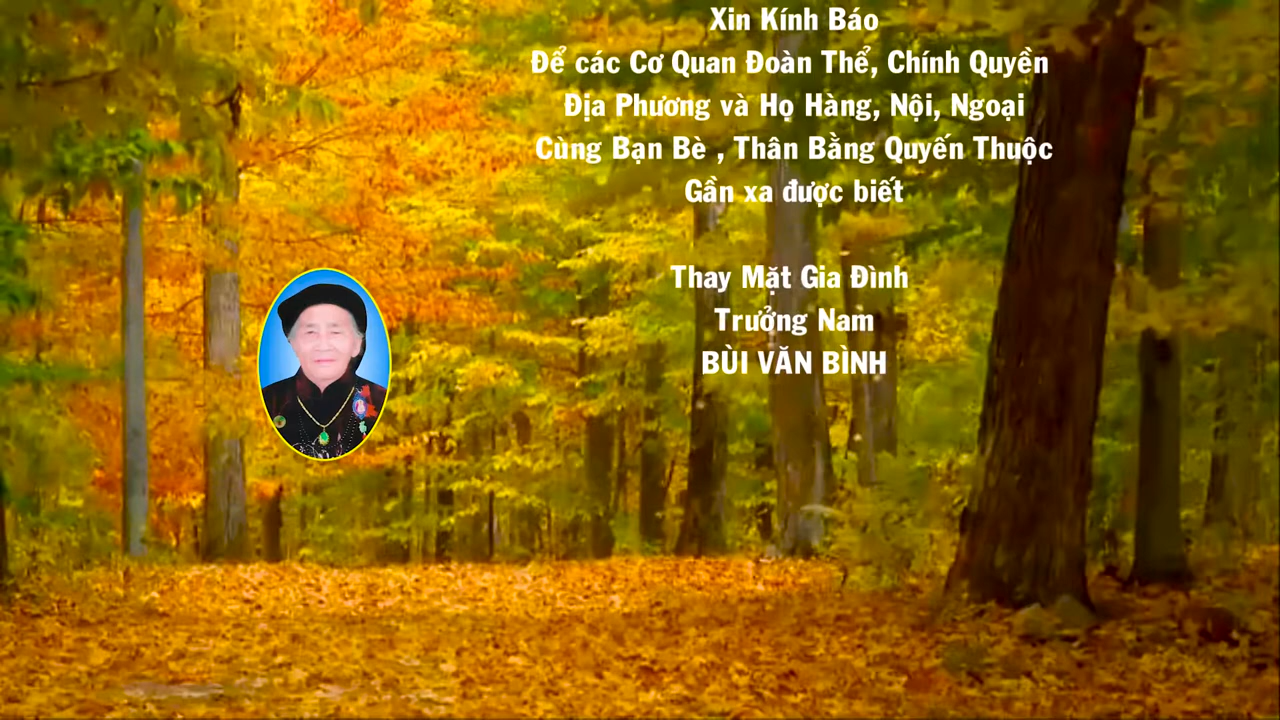 Xin Kính Báo
Để các Cơ Quan Đoàn Thể, Chính Quyền
Địa Phương và Họ Hàng, Nội, Ngoại
Cùng Bạn Bè , Thân Bằng Quyến Thuộc
Gần xa được biết
Thay Mặt Gia Đình
Trưởng Nam
BÙI VĂN BÌNH